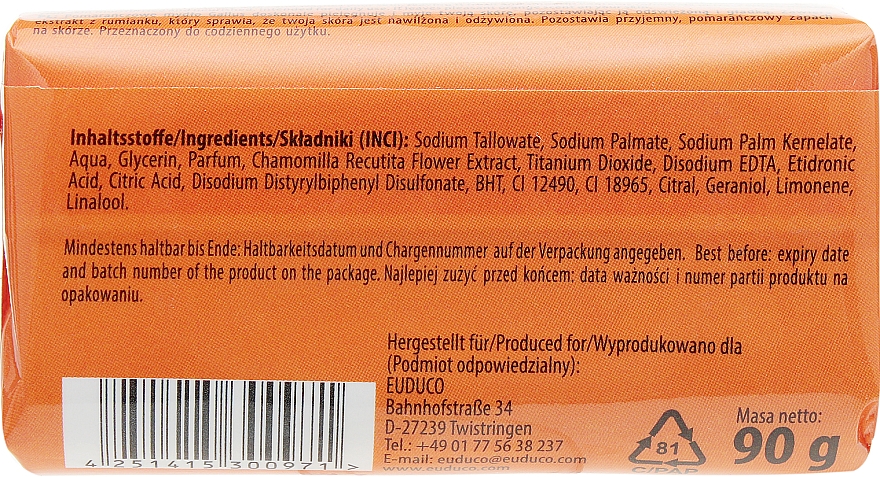 ekstrakt z rumianku, który sprawia, że twoja skóra jest nawilżona i odżywiona. Pozostawia przyjemny, pomarańczowy zapach
na skórze. Przeznaczony do codziennego użytku.
Inhaltsstoffe/Ingredients/Składniki (INCI): Sodium Tallowate, Sodium Palmate, Sodium Palm Kernelate,
Aqua, Glycerin, Parfum, Chamomilla Recutita Flower Extract, Titanium Dioxide, Disodium EDTA, Etidronic
Acid, Citric Acid, Disodium Distyrylbiphenyl Disulfonate, BHT, CI 12490, CI 18965, Citral, Geraniol, Limonene,
Linalool.
Mindestens haltbar bis Ende: Haltbarkeitsdatum und Chargennummer auf der Verpackung angegeben. Best before: expiry date
and batch number of the product on the package. Najlepiej zużyć przed końcem: data ważności i numer partii produktu na
opakowaniu.
Hergestellt für/Produced for/Wyprodukowano dla
(Podmiot odpowiedzialny):
EUDUCO
Bahnhofstraße 34
D-27239 Twistringen
Tel.: +49 01 77 56 38 237
E-mail: euduco@euduco.com
4 251415 300971 >
81
C/PAP
Masa netto:
90 g